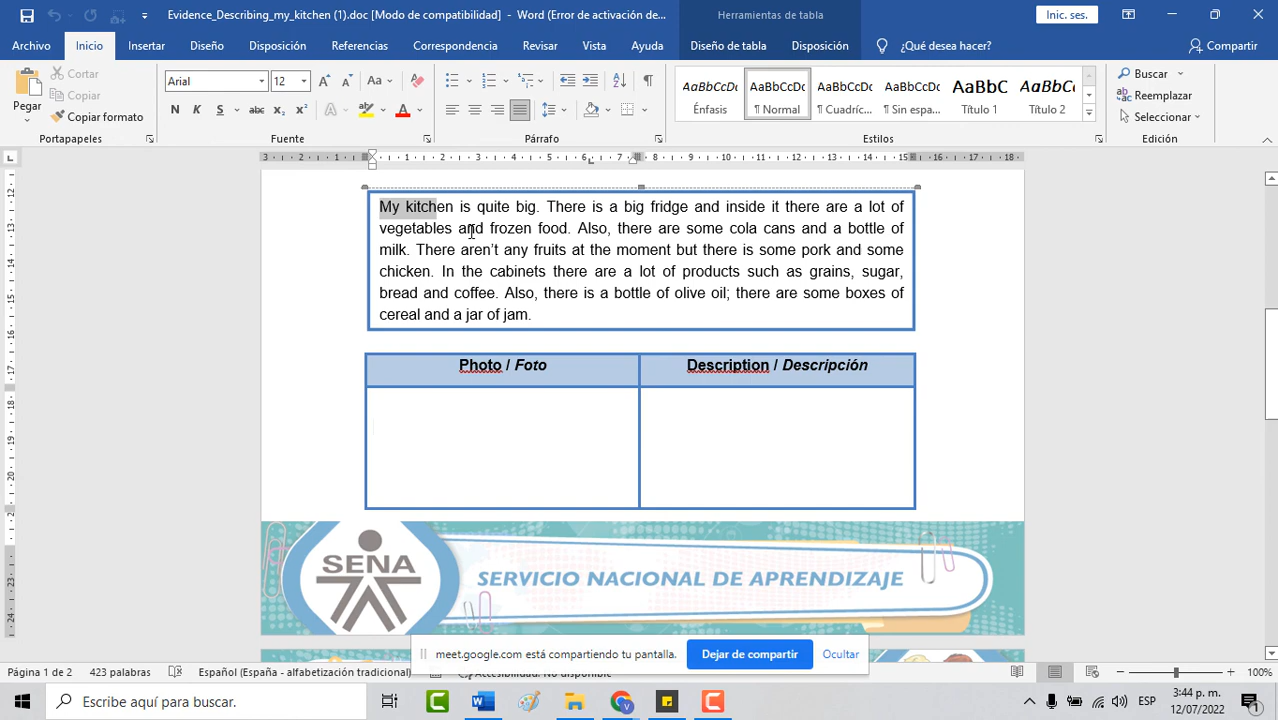 Evidence_Describing_my_kitchen (1).doc [Modo de compatibilidad] - Word (Error de activación de...
Herramientas de tabla
Inic. ses.
Archivo Inicio Insertar Diseño Disposición Referencias Correspondencia Revisar Vista Ayuda Diseño de tabla Disposición ¿Qué desea hacer? Compartir
Pegar
Cortar
Copiar
Copiar formato
Portapapeles
Arial 12
N K S abc x₂ x²
Fuente
Párrafo
AaBbCcDc AaBbCcDc AaBbCcDc AaBbCcDc AaBbC AaBbCc
Énfasis ¶ Normal ¶ Cuadríc... ¶ Sin espa... Título 1 Título 2
Estilos
Buscar
Reemplazar
Seleccionar
Edición
My kitchen is quite big. There is a big fridge and inside it there are a lot of
vegetables and frozen food. Also, there are some cola cans and a bottle of
milk. There aren't any fruits at the moment but there is some pork and some
chicken. In the cabinets there are a lot of products such as grains, sugar,
bread and coffee. Also, there is a bottle of olive oil; there are some boxes of
cereal and a jar of jam.
Photo / Foto Description / Descripción
SENA
SERVICIO NACIONAL DE APRENDIZAJE
meet.google.com está compartiendo tu pantalla. Dejar de compartir Ocultar
Página 1 de 2 423 palabras Español (España - alfabetización tradicional) Accesibilidad: No disponible 100%
Escribe aquí para buscar.
ESP
3:44 p. m.
12/07/2022